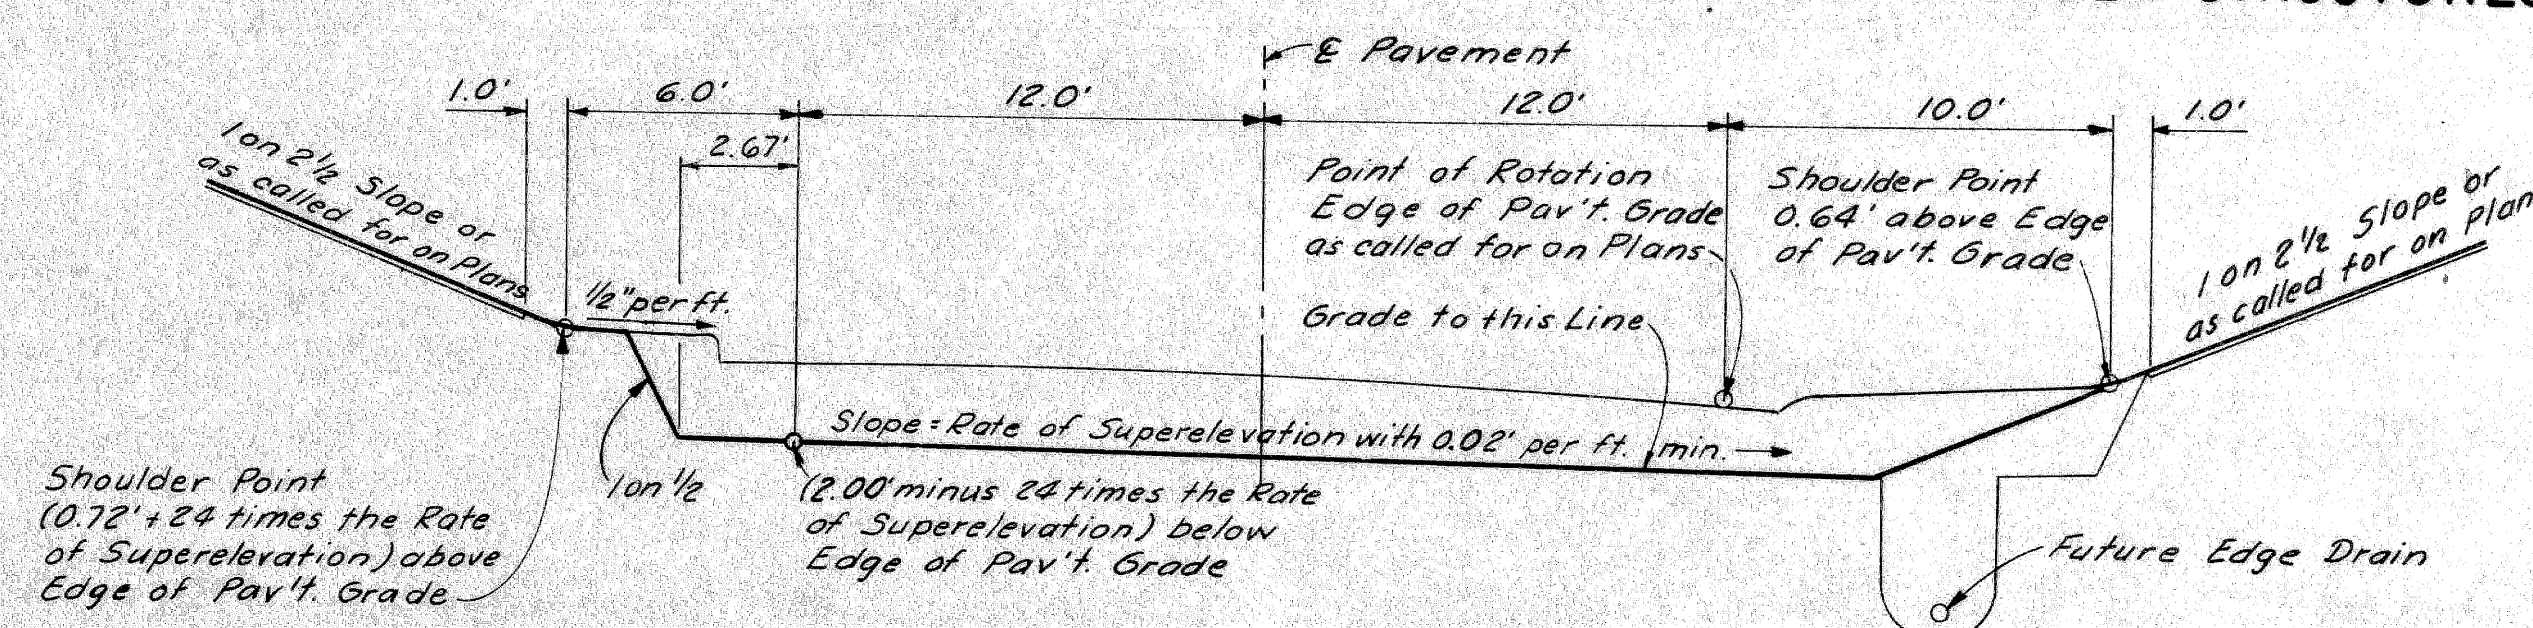 ℄ Pavement
1.0'
6.0'
12.0'
12.0'
10.0'
1.0'
2.67'
1 on 2½ Slope or
as called for on Plans
½" per ft.
Point of Rotation
Edge of Pav't. Grade
as called for on Plans
Shoulder Point
0.64' above Edge
of Pav't. Grade
1 on 2½ Slope or
as called for on Plan
Grade to this Line
Slope = Rate of Superelevation with 0.02' per ft. min.
1 on ½
Shoulder Point
(0.72' + 24 times the Rate
of Superelevation) above
Edge of Pav't. Grade
(2.00' minus 24 times the Rate
of Superelevation) below
Edge of Pav't. Grade
Future Edge Drain